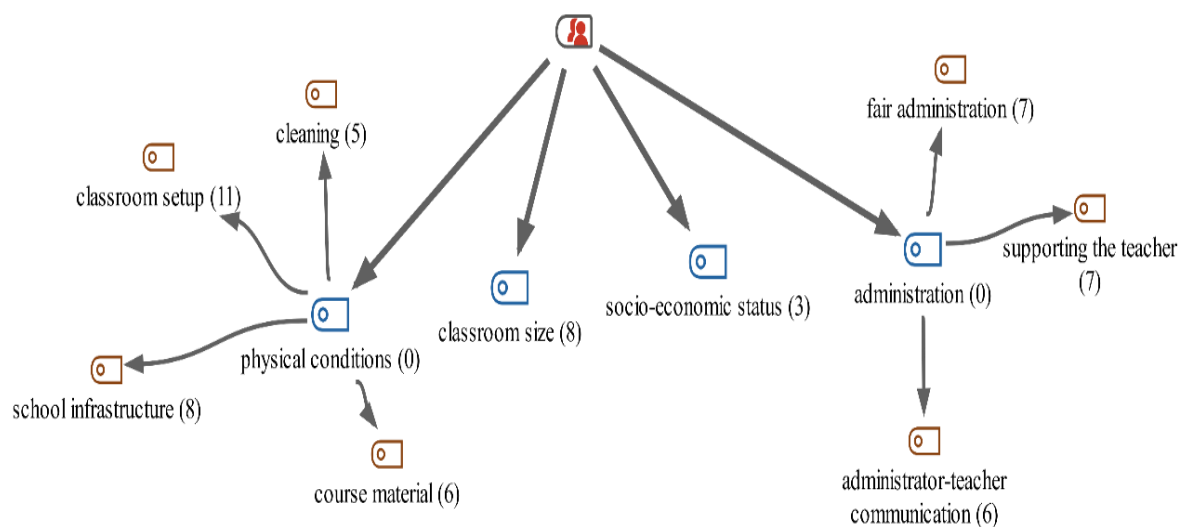 fair administration (7)
cleaning (5)
classroom setup (11)
supporting the teacher
(7)
administration (0)
socio-economic status (3)
classroom size (8)
physical conditions (0)
school infrastructure (8)
course material (6)
administrator-teacher
communication (6)